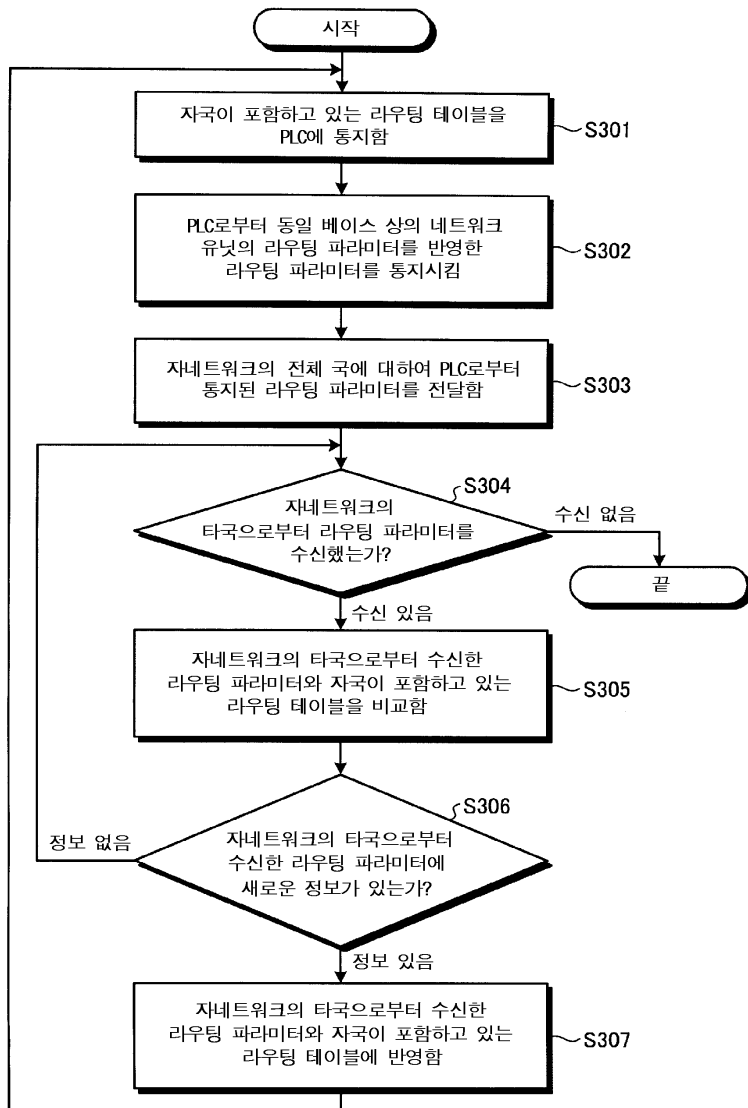 시작
자국이 포함하고 있는 라우팅 테이블을
PLC에 통지함
S301
PLC로부터 동일 베이스 상의 네트워크
유닛의 라우팅 파라미터를 반영한
라우팅 파라미터를 통지시킴
S302
자네트워크의 전체 국에 대하여 PLC로부터
통지된 라우팅 파라미터를 전달함
S303
S304
자네트워크의
타국으로부터 라우팅 파라미터를
수신했는가?
수신 없음
끝
수신 있음
자네트워크의 타국으로부터 수신한
라우팅 파라미터와 자국이 포함하고 있는
라우팅 테이블을 비교함
S305
S306
정보 없음
자네트워크의 타국으로부터
수신한 라우팅 파라미터에
새로운 정보가 있는가?
정보 있음
자네트워크의 타국으로부터 수신한
라우팅 파라미터와 자국이 포함하고 있는
라우팅 테이블에 반영함
S307